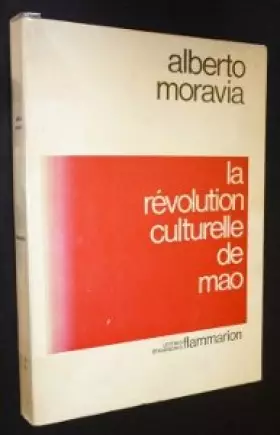 alberto
moravia
la
révolution
culturelle
de
mao
flammarion